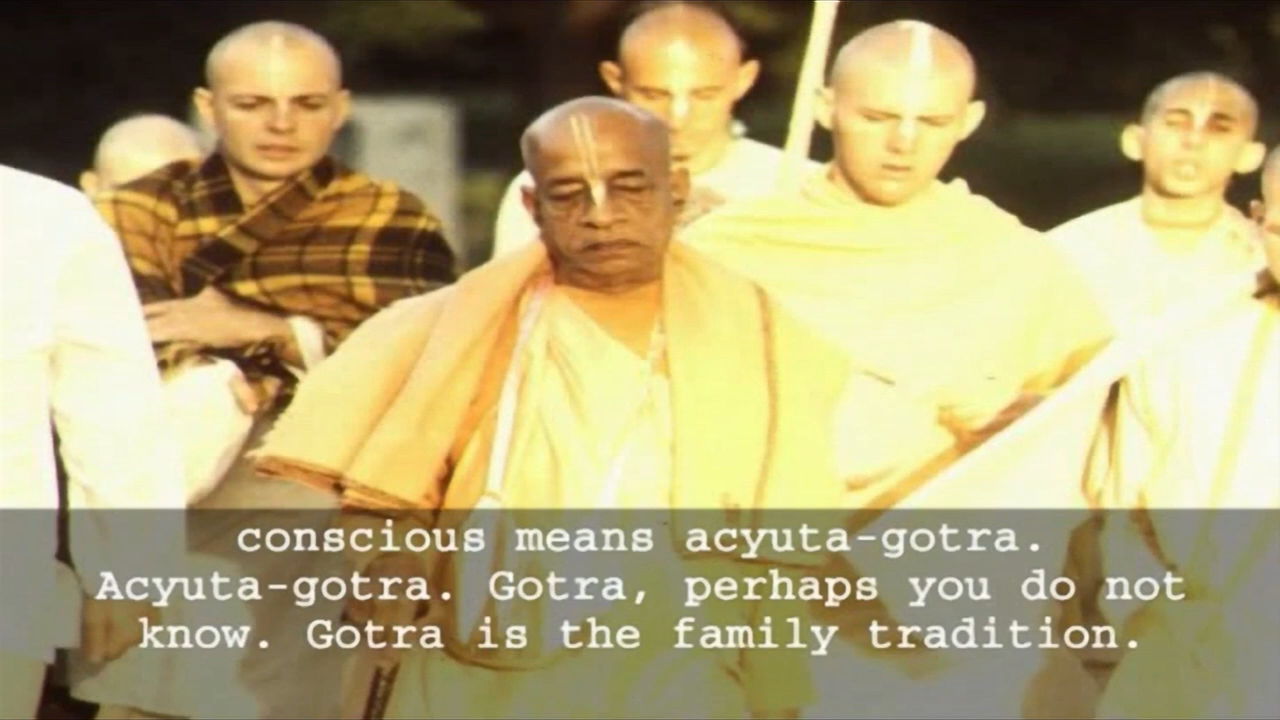 conscious means acyuta-gotra.
Acyuta-gotra. Gotra, perhaps you do not
know. Gotra is the family tradition.